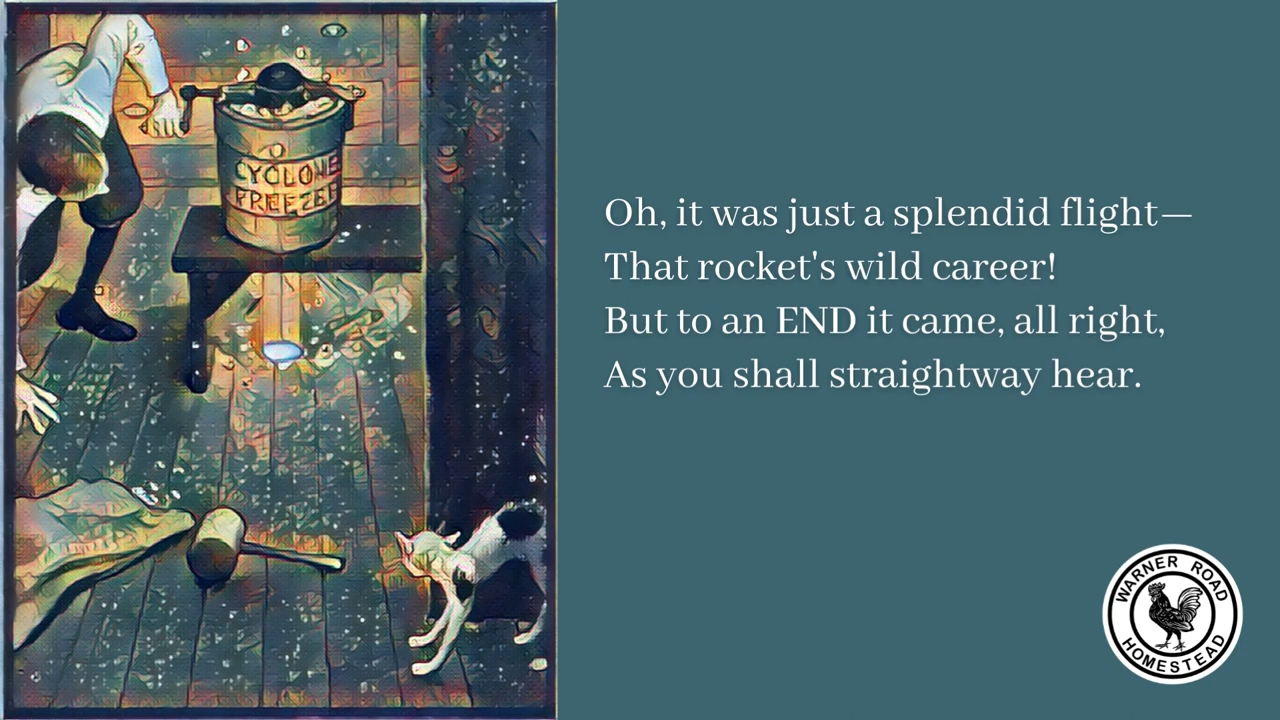 CYCLONE
FREEZER
Oh, it was just a splendid flight—
That rocket's wild career!
But to an END it came, all right,
As you shall straightway hear.
WARNER ROAD
HOMESTEAD